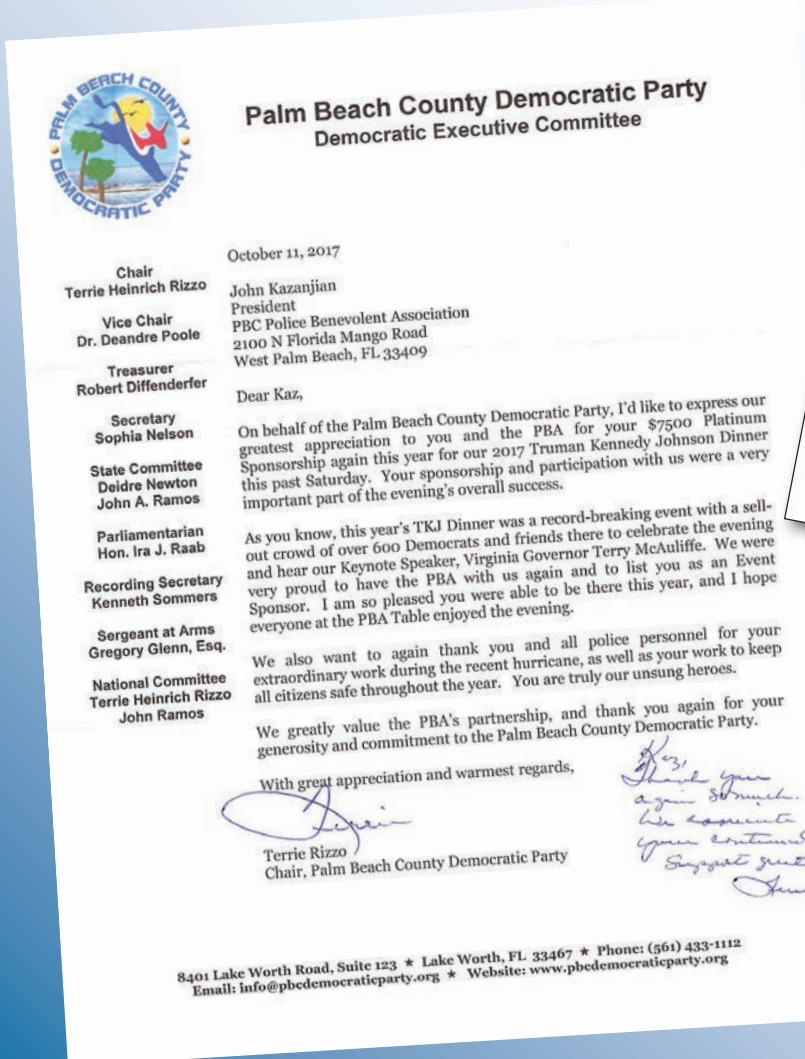 PALM BEACH COUNTY
DEMOCRATIC PARTY
Palm Beach County Democratic Party
Democratic Executive Committee
Chair
Terrie Heinrich Rizzo
Vice Chair
Dr. Deandre Poole
Treasurer
Robert Diffenderfer
Secretary
Sophia Nelson
State Committee
Deidre Newton
John A. Ramos
Parliamentarian
Hon. Ira J. Raab
Recording Secretary
Kenneth Sommers
Sergeant at Arms
Gregory Glenn, Esq.
National Committee
Terrie Heinrich Rizzo
John Ramos
October 11, 2017
John Kazanjian
President
PBC Police Benevolent Association
2100 N Florida Mango Road
West Palm Beach, FL 33409
Dear Kaz,
On behalf of the Palm Beach County Democratic Party, I'd like to express our
greatest appreciation to you and the PBA for your $7500 Platinum
Sponsorship again this year for our 2017 Truman Kennedy Johnson Dinner
this past Saturday. Your sponsorship and participation with us were a very
important part of the evening's overall success.
As you know, this year's TKJ Dinner was a record-breaking event with a sell-
out crowd of over 600 Democrats and friends there to celebrate the evening
and hear our Keynote Speaker, Virginia Governor Terry McAuliffe. We were
very proud to have the PBA with us again and to list you as an Event
Sponsor. I am so pleased you were able to be there this year, and I hope
everyone at the PBA Table enjoyed the evening.
We also want to again thank you and all police personnel for your
extraordinary work during the recent hurricane, as well as your work to keep
all citizens safe throughout the year. You are truly our unsung heroes.
We greatly value the PBA's partnership, and thank you again for your
generosity and commitment to the Palm Beach County Democratic Party.
With great appreciation and warmest regards,
Terrie
Terrie Rizzo
Chair, Palm Beach County Democratic Party
Kaz,
Thank you
again so much.
We
your
Support
8401 Lake Worth Road, Suite 123 ★ Lake Worth, FL 33467 ★ Phone: (561) 433-1112
Email: info@pbcdemocraticparty.org ★ Website: www.pbcdemocraticparty.org